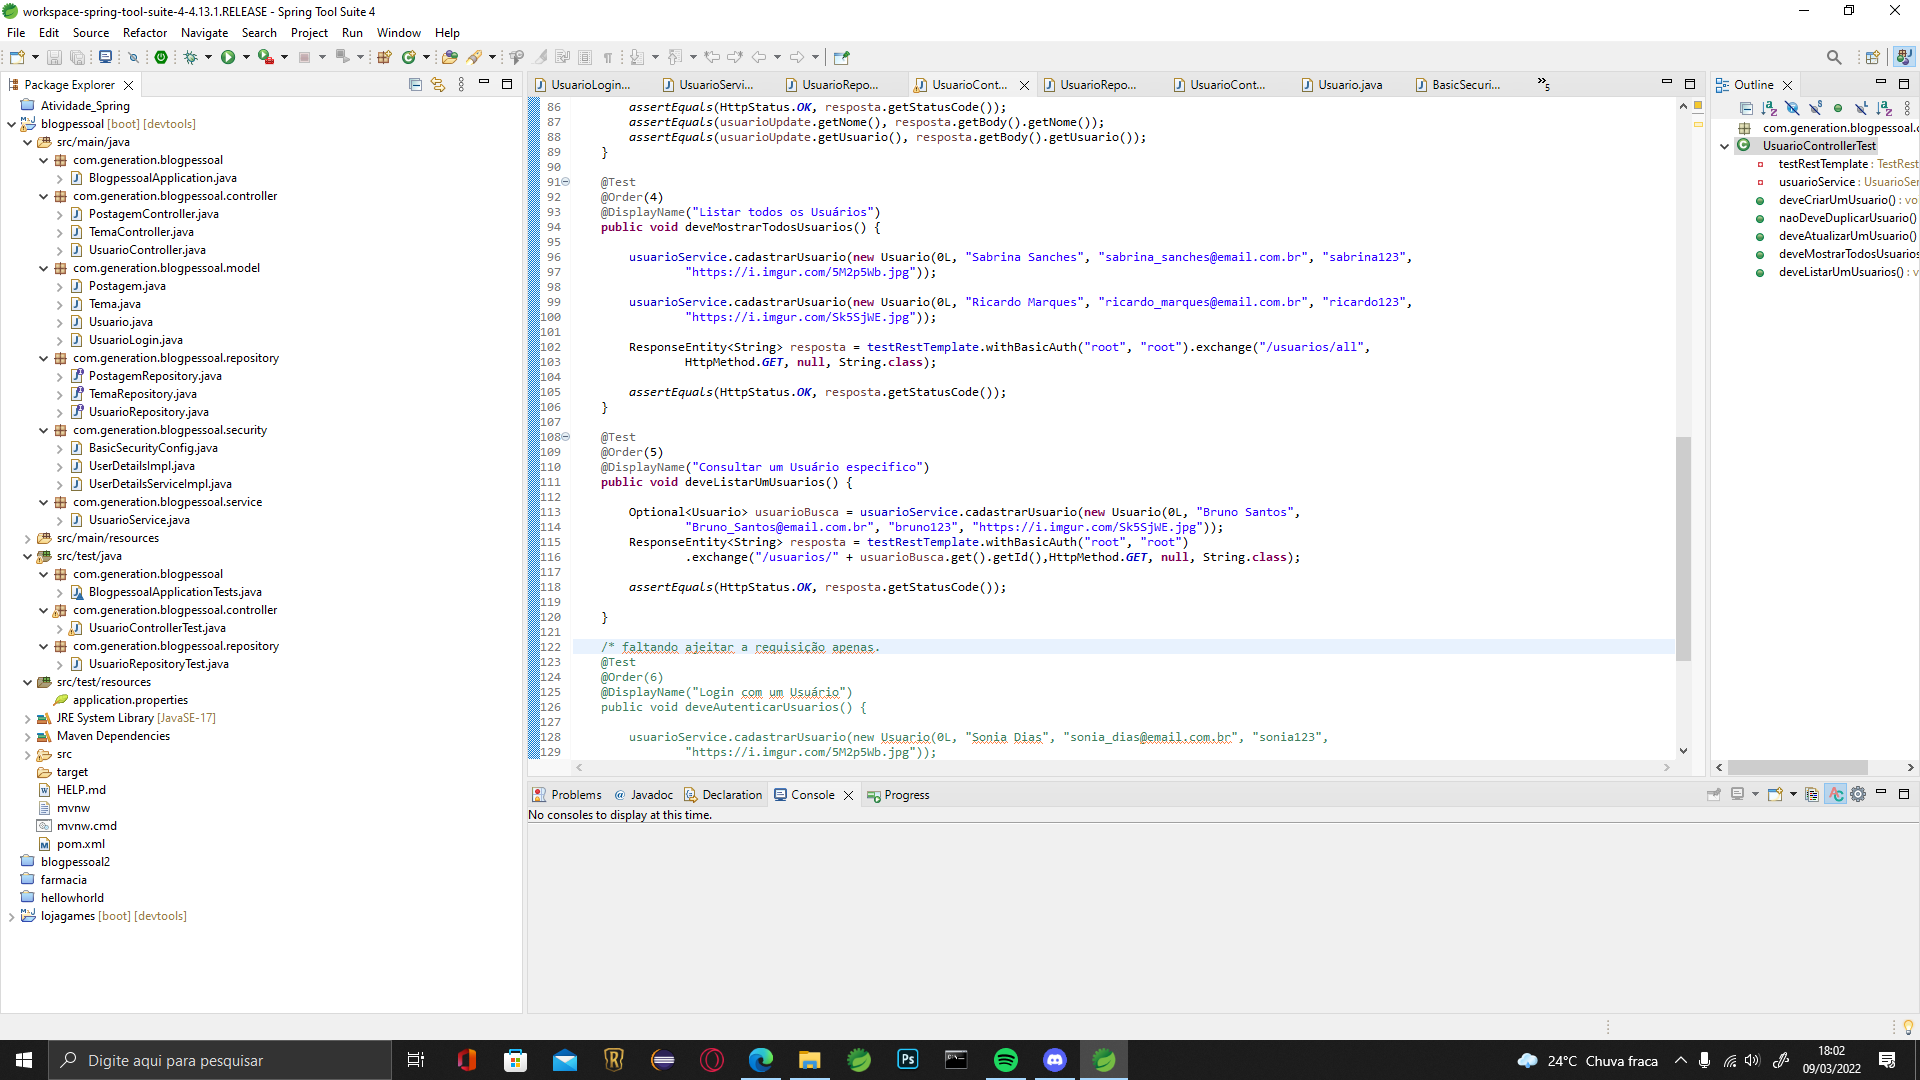 workspace-spring-tool-suite-4-4.13.1.RELEASE - Spring Tool Suite 4
File Edit Source Refactor Navigate Search Project Run Window Help
Package Explorer
Atividade_Spring
blogpessoal [boot] [devtools]
src/main/java
com.generation.blogpessoal
BlogpessoalApplication.java
com.generation.blogpessoal.controller
PostagemController.java
TemaController.java
UsuarioController.java
com.generation.blogpessoal.model
Postagem.java
Tema.java
Usuario.java
UsuarioLogin.java
com.generation.blogpessoal.repository
PostagemRepository.java
TemaRepository.java
UsuarioRepository.java
com.generation.blogpessoal.security
BasicSecurityConfig.java
UserDetailsImpl.java
UserDetailsServiceImpl.java
com.generation.blogpessoal.service
UsuarioService.java
src/main/resources
src/test/java
com.generation.blogpessoal
BlogpessoalApplicationTests.java
com.generation.blogpessoal.controller
UsuarioControllerTest.java
com.generation.blogpessoal.repository
UsuarioRepositoryTest.java
src/test/resources
application.properties
JRE System Library [JavaSE-17]
Maven Dependencies
src
target
HELP.md
mvnw
mvnw.cmd
pom.xml
blogpessoal2
farmacia
hellowhorld
lojagames [boot] [devtools]
UsuarioLogin... UsuarioServi... UsuarioRepo... UsuarioCont... UsuarioRepo... UsuarioCont... Usuario.java BasicSecuri... »5
86 assertEquals(HttpStatus.OK, resposta.getStatusCode());
87 assertEquals(usuarioUpdate.getNome(), resposta.getBody().getNome());
88 assertEquals(usuarioUpdate.getUsuario(), resposta.getBody().getUsuario());
89 }
90
91 @Test
92 @Order(4)
93 @DisplayName("Listar todos os Usuários")
94 public void deveMostrarTodosUsuarios() {
95
96 usuarioService.cadastrarUsuario(new Usuario(0L, "Sabrina Sanches", "sabrina_sanches@email.com.br", "sabrina123",
97 "https://i.imgur.com/5M2p5Wb.jpg"));
98
99 usuarioService.cadastrarUsuario(new Usuario(0L, "Ricardo Marques", "ricardo_marques@email.com.br", "ricardo123",
100 "https://i.imgur.com/Sk5SjWE.jpg"));
101
102 ResponseEntity<String> resposta = testRestTemplate.withBasicAuth("root", "root").exchange("/usuarios/all",
103 HttpMethod.GET, null, String.class);
104
105 assertEquals(HttpStatus.OK, resposta.getStatusCode());
106 }
107
108 @Test
109 @Order(5)
110 @DisplayName("Consultar um Usuário especifico")
111 public void deveListarUmUsuarios() {
112
113 Optional<Usuario> usuarioBusca = usuarioService.cadastrarUsuario(new Usuario(0L, "Bruno Santos",
114 "Bruno_Santos@email.com.br", "bruno123", "https://i.imgur.com/Sk5SjWE.jpg"));
115 ResponseEntity<String> resposta = testRestTemplate.withBasicAuth("root", "root")
116 .exchange("/usuarios/" + usuarioBusca.get().getId(),HttpMethod.GET, null, String.class);
117
118 assertEquals(HttpStatus.OK, resposta.getStatusCode());
119
120 }
121
122 /* faltando ajeitar a requisição apenas.
123 @Test
124 @Order(6)
125 @DisplayName("Login com um Usuário")
126 public void deveAutenticarUsuarios() {
127
128 usuarioService.cadastrarUsuario(new Usuario(0L, "Sonia Dias", "sonia_dias@email.com.br", "sonia123",
129 "https://i.imgur.com/5M2p5Wb.jpg"));
Outline
com.generation.blogpessoal.c
UsuarioControllerTest
testRestTemplate : TestRest
usuarioService : UsuarioSer
deveCriarUmUsuario() : vo
naoDeveDuplicarUsuario()
deveAtualizarUmUsuario()
deveMostrarTodosUsuarios
deveListarUmUsuarios() : v
Problems Javadoc Declaration Console Progress
No consoles to display at this time.
Digite aqui para pesquisar
24°C Chuva fraca
18:02
09/03/2022